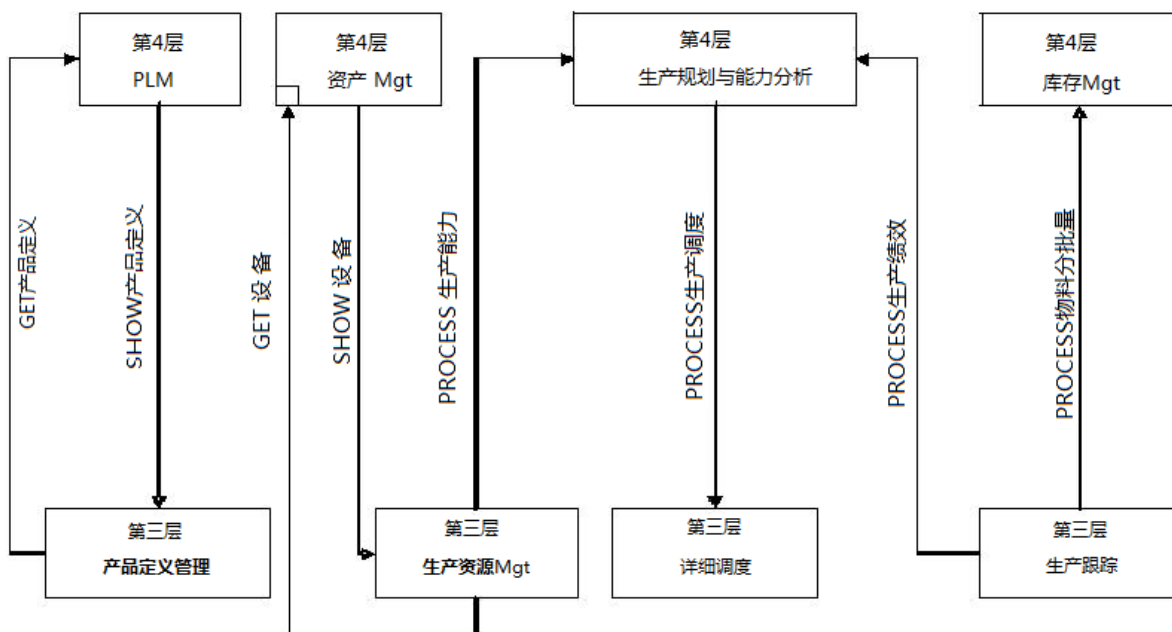 第4层
PLM
第4层
资产 Mgt
第4层
生产规划与能力分析
第4层
库存Mgt
GET产品定义
SHOW产品定义
GET 设备
SHOW 设备
PROCESS 生产能力
PROCESS生产调度
PROCESS生产绩效
PROCESS物料分批量
第三层
产品定义管理
第三层
生产资源Mgt
第三层
详细调度
第三层
生产跟踪